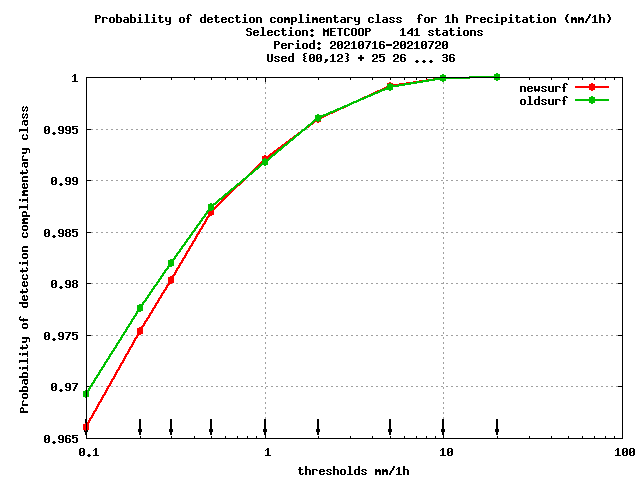 Probability of detection complimentary class  for 1h Precipitation (mm/1h)
Selection: METCOOP    141 stations
Period: 20210716-20210720
Used {00,12} + 25 26 ... 36
newsurf
oldsurf
Probability of detection complimentary class
1
0.995
0.99
0.985
0.98
0.975
0.97
0.965
0.1
1
10
100
thresholds mm/1h